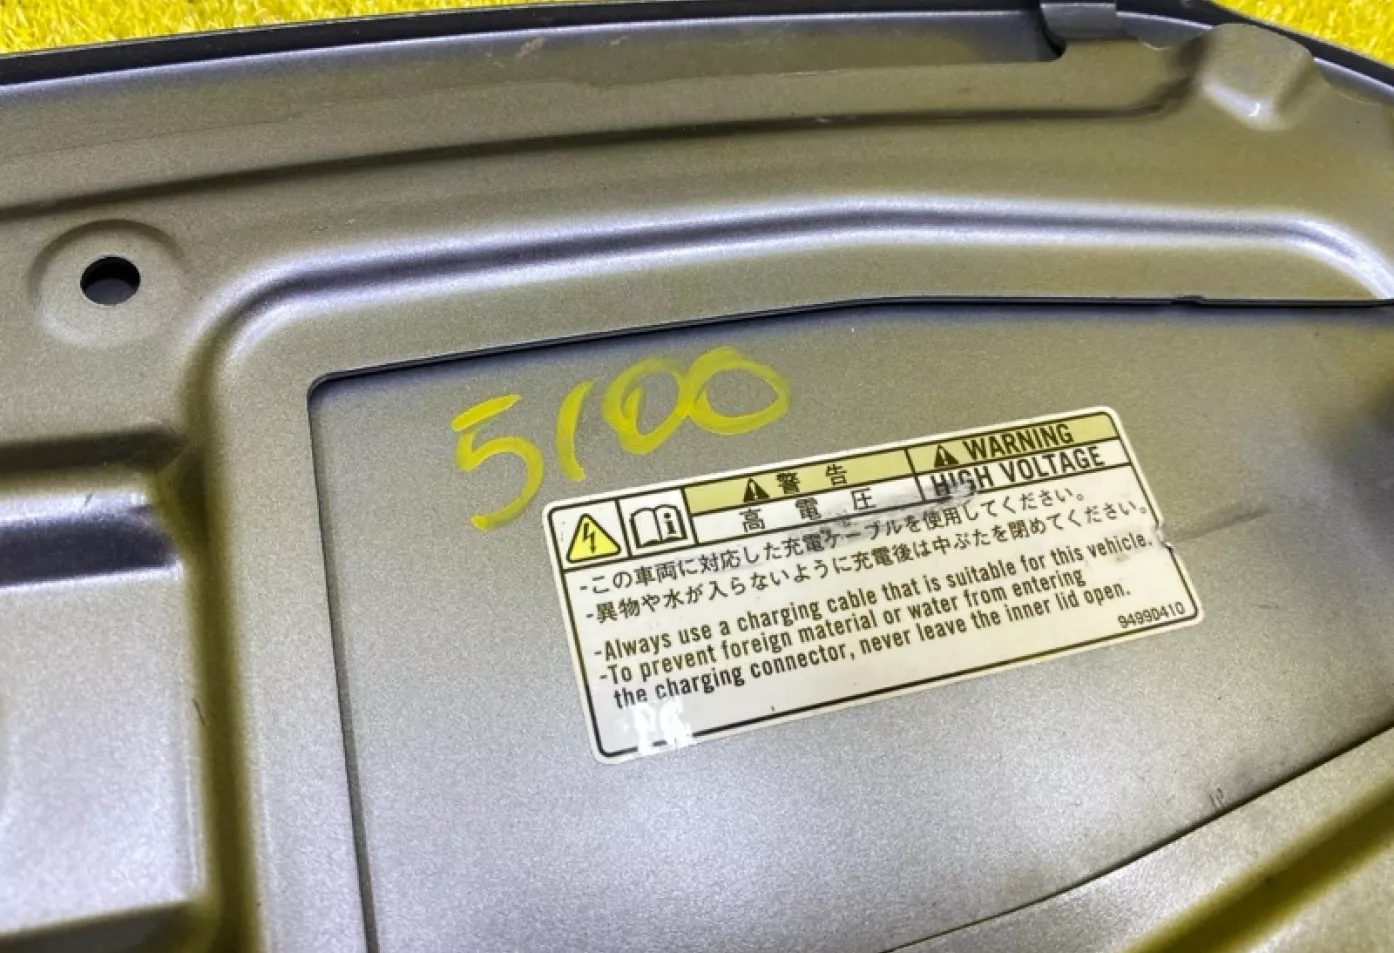 5100
警告
WARNING
高電圧
HIGH VOLTAGE
-この車両に対応した充電ケーブルを使用してください。
-異物や水が入らないように充電後は中ぶたを閉めてください。
-Always use a charging cable that is suitable for this vehicle.
-To prevent foreign material or water from entering
the charging connector, never leave the inner lid open.
9499D410